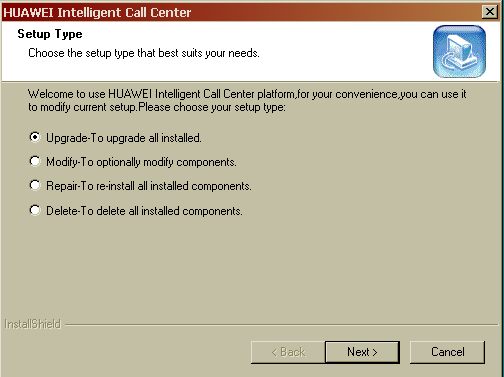 HUAWEI Intelligent Call Center
Setup Type
Choose the setup type that best suits your needs.
Welcome to use HUAWEI Intelligent Call Center platform,for your convenience,you can use it
to modify current setup.Please choose your setup type:
Upgrade-To upgrade all installed.
Modify-To optionally modify components.
Repair-To re-install all installed components.
Delete-To delete all installed components.
InstallShield
< Back
Next >
Cancel